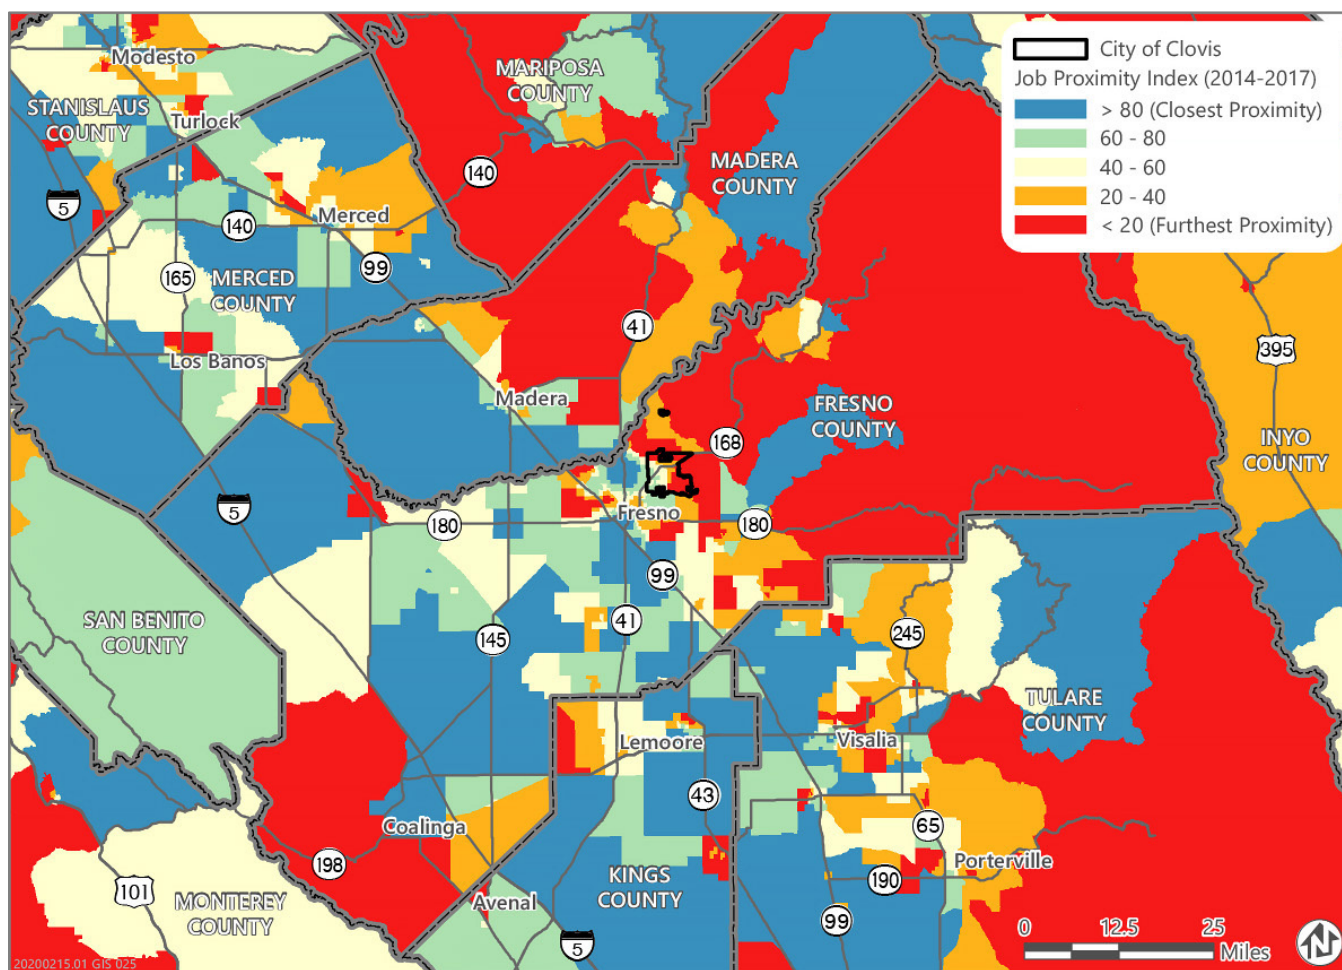 City of Clovis
Job Proximity Index (2014-2017)
> 80 (Closest Proximity)
60 - 80
40 - 60
20 - 40
< 20 (Furthest Proximity)
Modesto
STANISLAUS
COUNTY
Turlock
MARIPOSA
COUNTY
140
MADERA
COUNTY
5
140
Merced
99
165
MERCED
COUNTY
41
395
Los Banos
Madera
FRESNO
COUNTY
168
INYO
COUNTY
5
180
Fresno
180
99
SAN BENITO
COUNTY
145
41
245
TULARE
COUNTY
Lemoore
Visalia
43
Coalinga
65
198
Porterville
101
MONTEREY
COUNTY
KINGS
COUNTY
190
Avenal
99
5
0 12.5 25
Miles
N
20200215.01 GIS 025